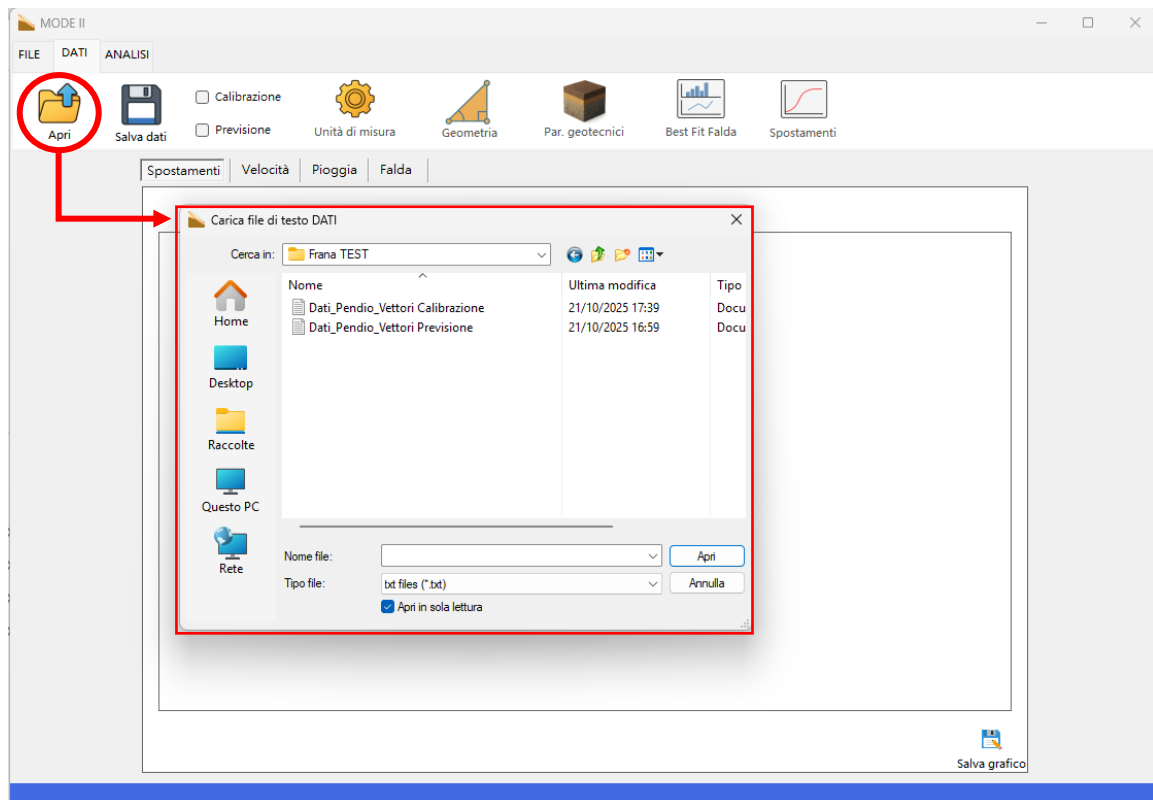 MODE II
FILE DATI ANALISI
Apri
Salva dati
Calibrazione
Previsione
Unità di misura
Geometria
Par. geotecnici
Best Fit Falda
Spostamenti
Spostamenti Velocità Pioggia Falda
Carica file di testo DATI
Cerca in: Frana TEST
Nome Ultima modifica Tipo
Dati_Pendio_Vettori Calibrazione 21/10/2025 17:39 Docu
Dati_Pendio_Vettori Previsione 21/10/2025 16:59 Docu
Home
Desktop
Raccolte
Questo PC
Rete
Nome file: Apri
Tipo file: txt files (*.txt) Annulla
Apri in sola lettura
Salva grafico